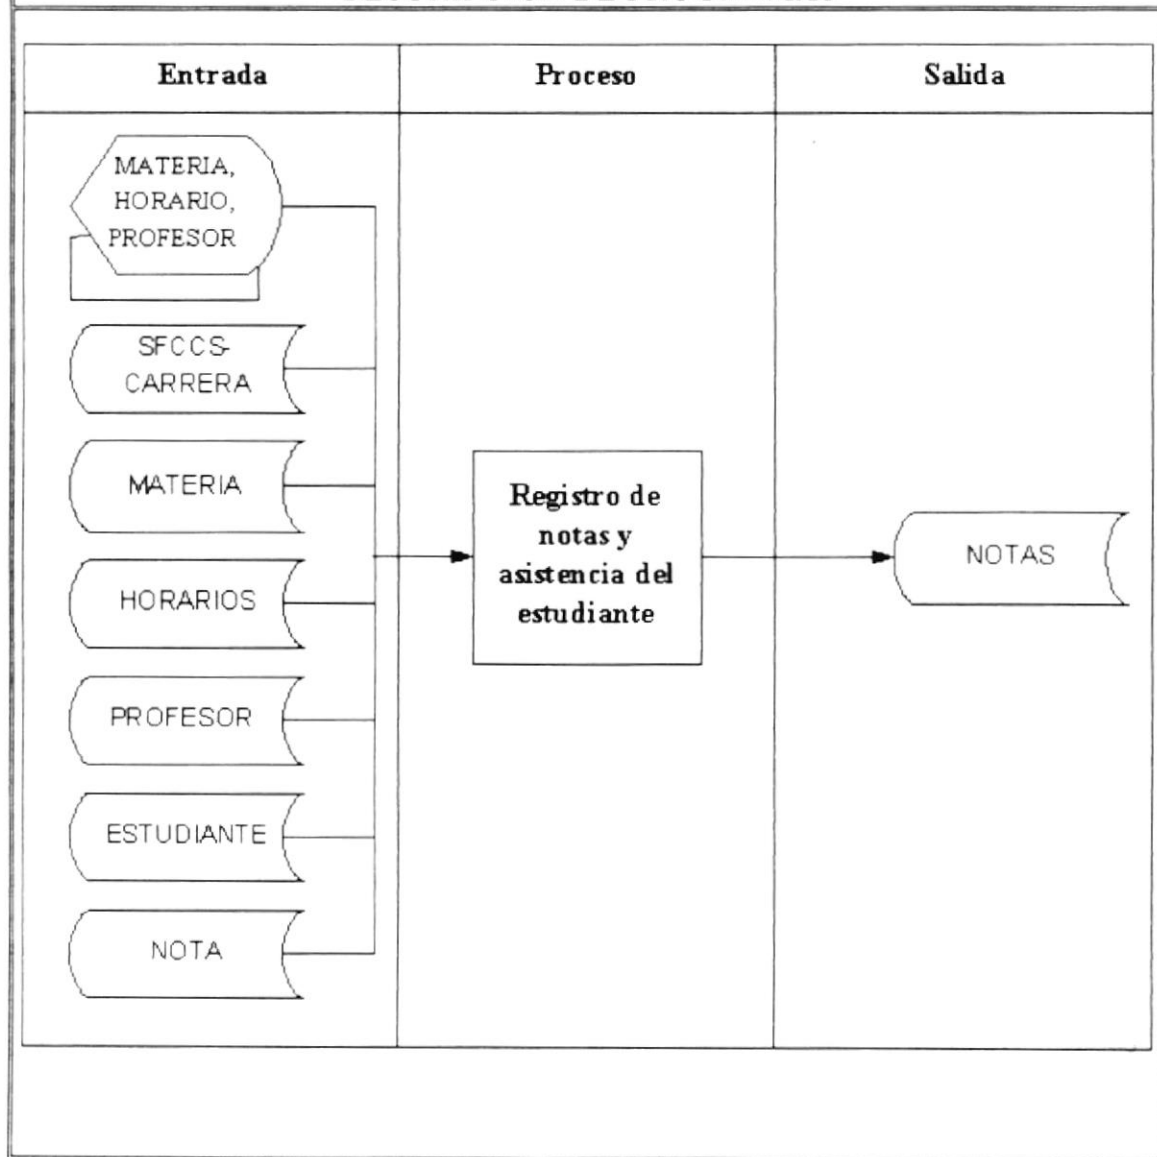 Entrada
Proceso
Salida
MATERIA,
HORARIO,
PROFESOR
SFCCS-
CARRERA
MATERIA
HORARIOS
PROFESOR
ESTUDIANTE
NOTA
Registro de
notas y
asistencia del
estudiante
NOTAS